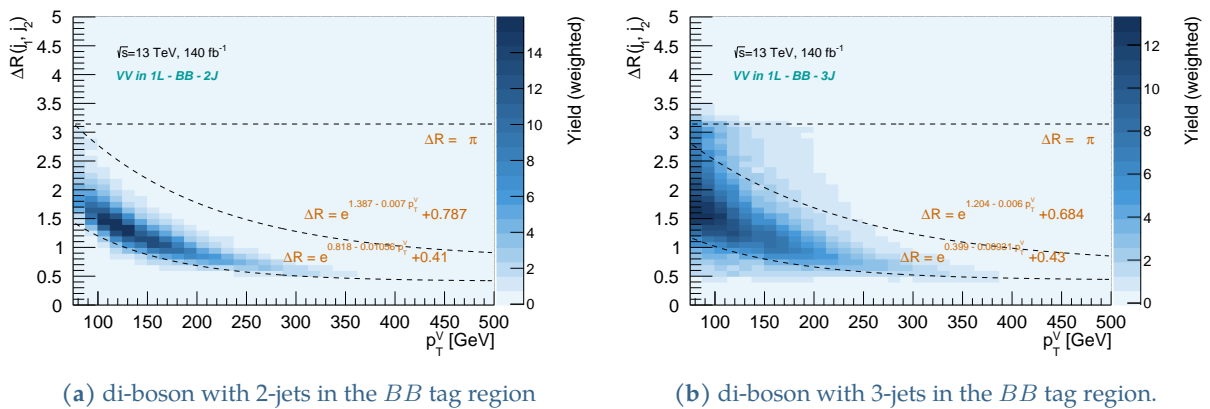 ΔR(j₁, j₂)
5
4.5
4
3.5
3
2.5
2
1.5
1
0.5
0
√s=13 TeV, 140 fb⁻¹
VV in 1L - BB - 2J
ΔR = π
ΔR = e^{1.387 - 0.007 p_T^V}+0.787
ΔR = e^{0.818 - 0.01096 p_T^V}+0.41
100 150 200 250 300 350 400 450 500
p_T^V [GeV]
14
12
10
8
6
4
2
0
Yield (weighted)
(a) di-boson with 2-jets in the BB tag region
ΔR(j₁, j₂)
5
4.5
4
3.5
3
2.5
2
1.5
1
0.5
0
√s=13 TeV, 140 fb⁻¹
VV in 1L - BB - 3J
ΔR = π
ΔR = e^{1.204 - 0.006 p_T^V}+0.684
ΔR = e^{0.399 - 0.00931 p_T^V}+0.43
100 150 200 250 300 350 400 450 500
p_T^V [GeV]
12
10
8
6
4
2
0
Yield (weighted)
(b) di-boson with 3-jets in the BB tag region.